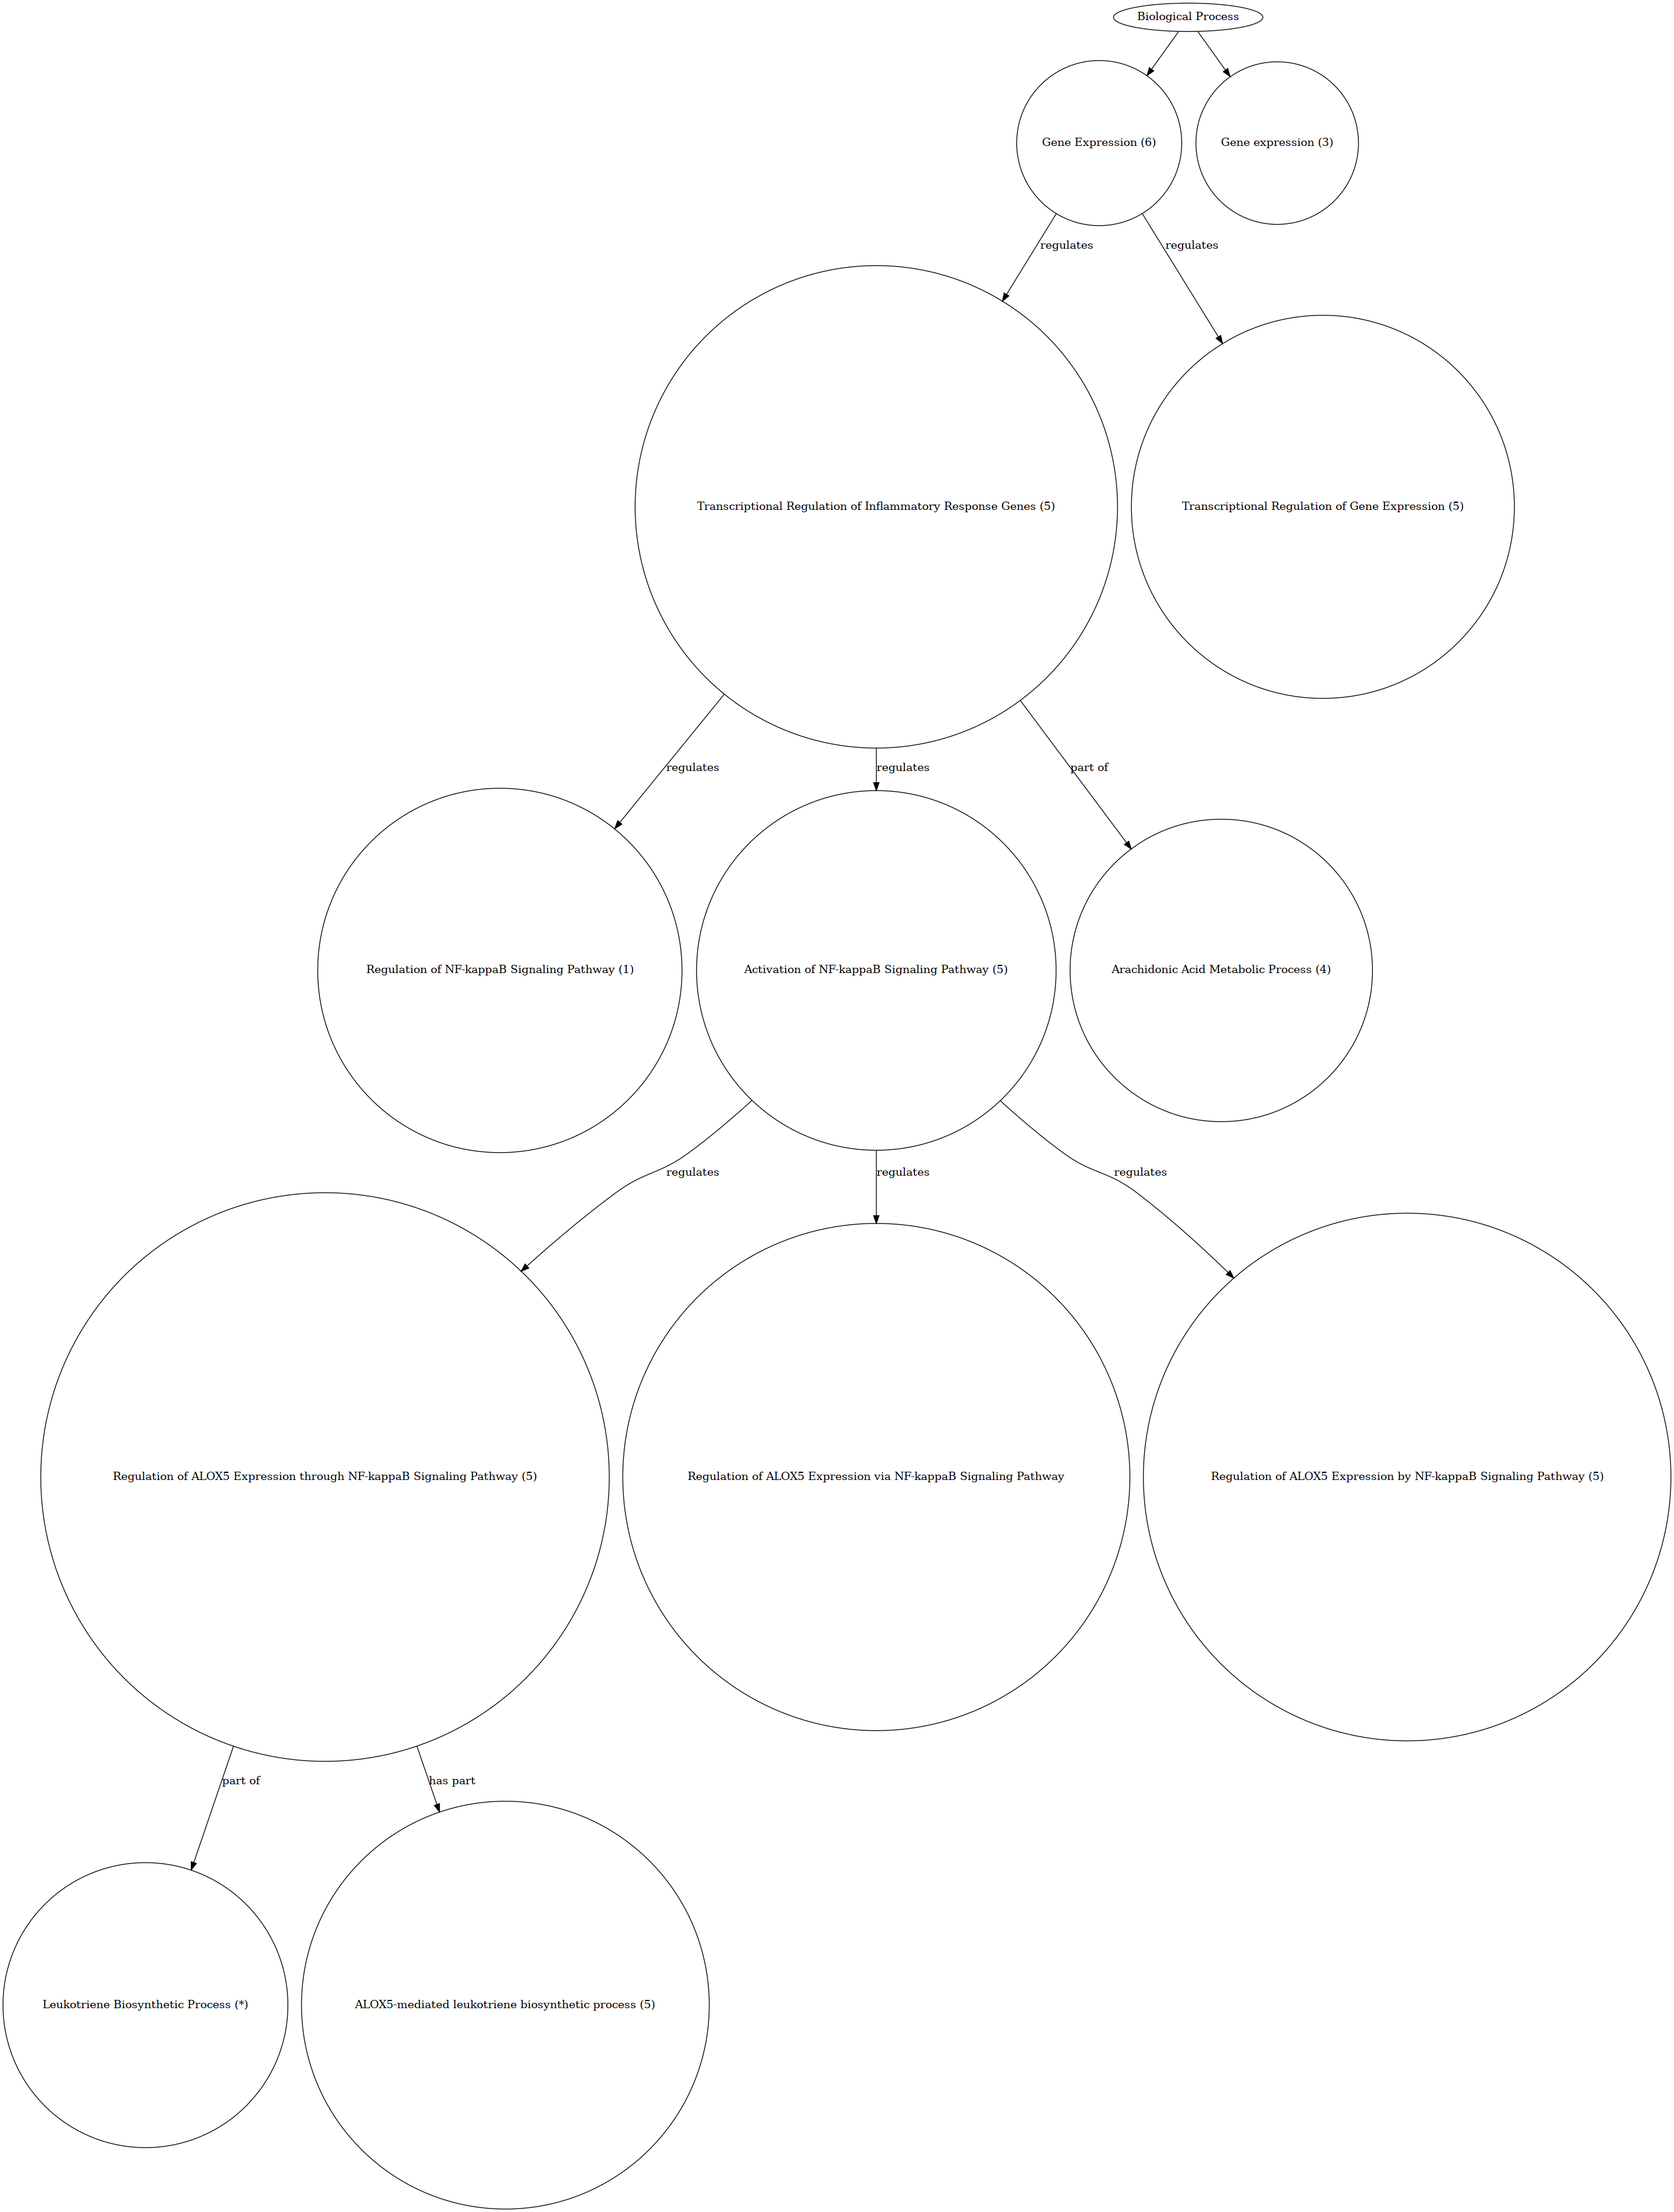 Biological Process
Gene Expression (6)
Gene expression (3)
regulates
regulates
Transcriptional Regulation of Inflammatory Response Genes (5)
Transcriptional Regulation of Gene Expression (5)
regulates
regulates
part of
Regulation of NF-kappaB Signaling Pathway (1)
Activation of NF-kappaB Signaling Pathway (5)
Arachidonic Acid Metabolic Process (4)
regulates
regulates
regulates
Regulation of ALOX5 Expression through NF-kappaB Signaling Pathway (5)
Regulation of ALOX5 Expression via NF-kappaB Signaling Pathway
Regulation of ALOX5 Expression by NF-kappaB Signaling Pathway (5)
part of
has part
Leukotriene Biosynthetic Process (*)
ALOX5-mediated leukotriene biosynthetic process (5)